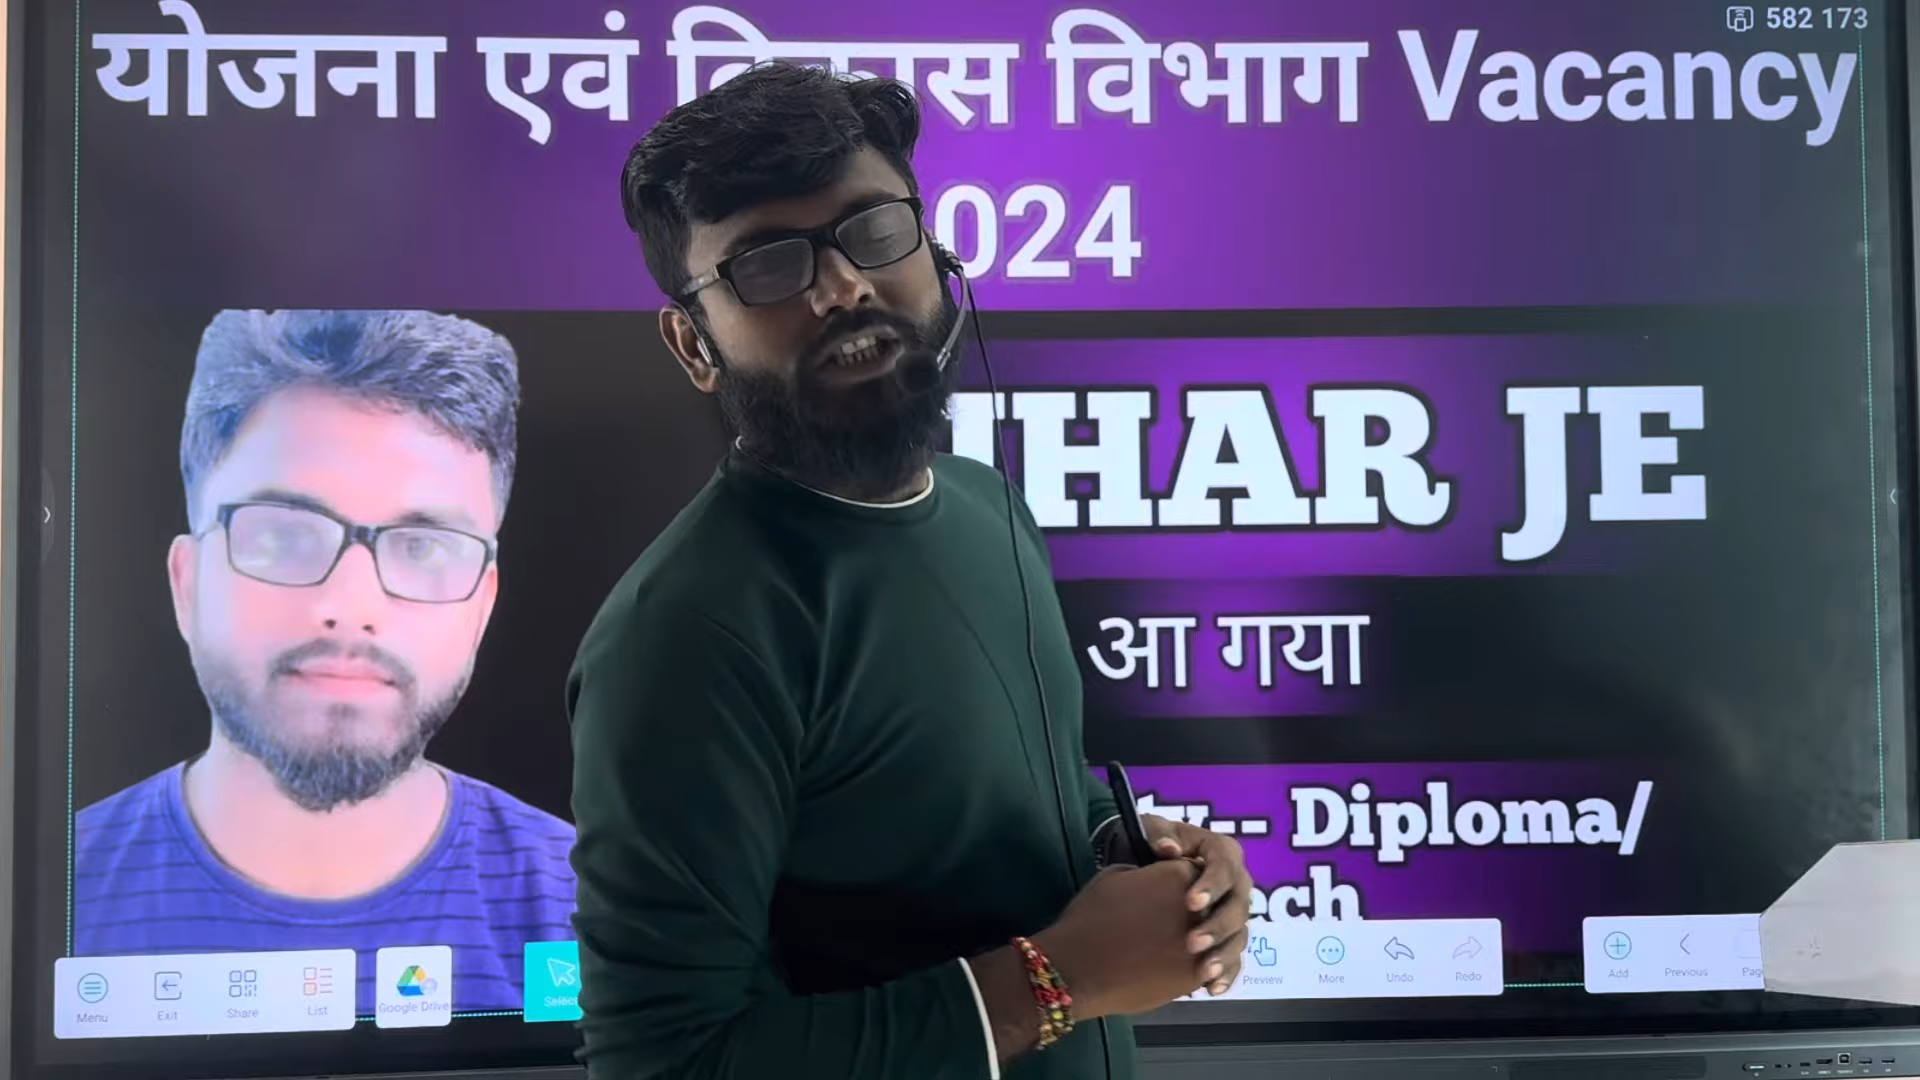 582 173
योजना एवं विकास विभाग Vacancy
024
HAR JE
आ गया
Diploma/
Menu
Exit
Share
List
Google Drive
Select
Preview
More
Undo
Redo
Add
Previous